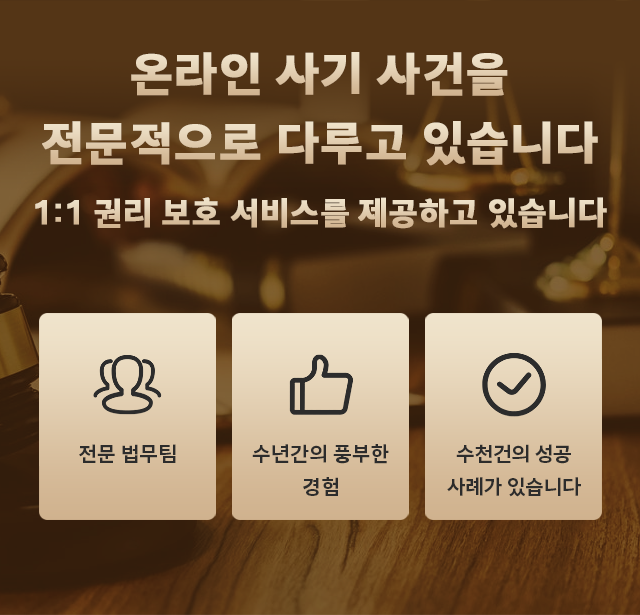 온라인 사기 사건을
전문적으로 다루고 있습니다
1:1 권리 보호 서비스를 제공하고 있습니다
전문 법무팀
수년간의 풍부한
경험
수천건의 성공
사례가 있습니다